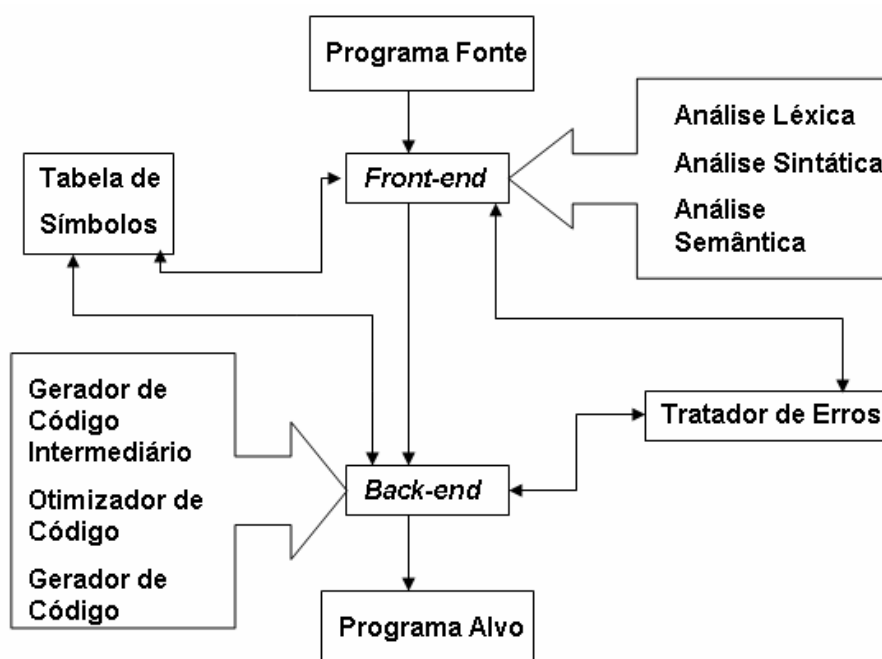 Programa Fonte
Análise Léxica
Análise Sintática
Análise
Semântica
Tabela de
Símbolos
Front-end
Gerador de
Código
Intermediário
Otimizador de
Código
Gerador de
Código
Tratador de Erros
Back-end
Programa Alvo